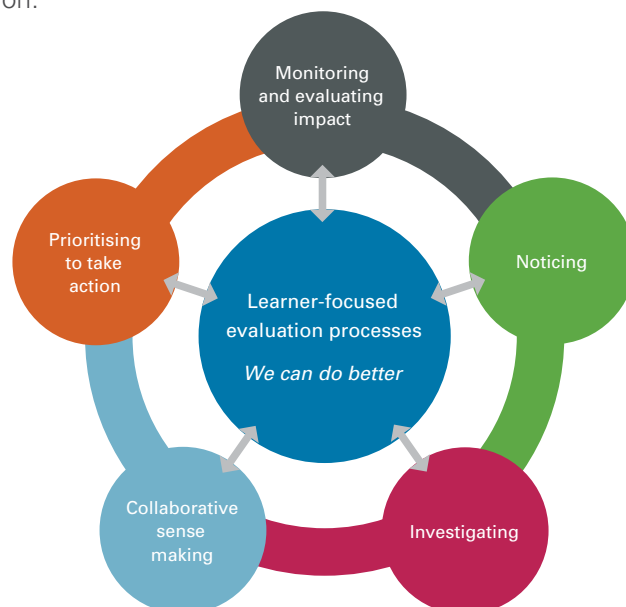 on.
Monitoring
and evaluating
impact
Prioritising
to take
action
Noticing
Learner-focused
evaluation processes
We can do better
Collaborative
sense
making
Investigating